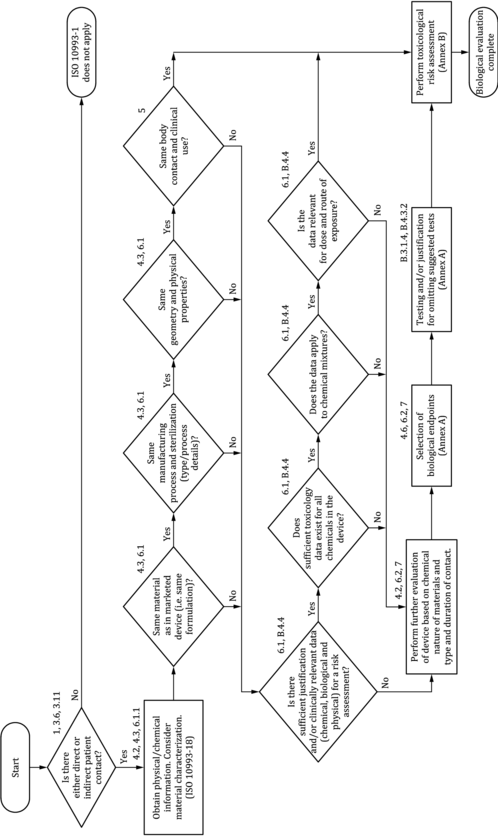 Start
1, 3.6, 3.11
Is there
either direct or
indirect patient
contact?
No
ISO 10993-1
does not apply
Yes
4.2, 4.3, 6.1.1
Obtain physical/chemical
information. Consider
material characterization.
(ISO 10993-18)
4.3, 6.1
Same material
as in marketed
device (i.e. same
formulation)?
Yes
No
4.3, 6.1
Same
manufacturing
process and sterilization
(type/process
details)?
Yes
No
4.3, 6.1
Same
geometry and physical
properties?
Yes
No
5
Same body
contact and clinical
use?
Yes
No
6.1, B.4.4
Is there
sufficient justification
and/or clinically relevant data
(chemical, biological and
physical) for a risk
assessment?
Yes
No
6.1, B.4.4
Does
sufficient toxicology
data exist for all
chemicals in the
device?
Yes
No
6.1, B.4.4
Does the data apply
to chemical mixtures?
Yes
No
6.1, B.4.4
Is the
data relevant
for dose and route of
exposure?
Yes
No
4.2, 6.2, 7
Perform further evaluation
of device based on chemical
nature of materials and
type and duration of contact.
4.6, 6.2, 7
Selection of
biological endpoints
(Annex A)
B.3.1.4, B.4.3.2
Testing and/or justification
for omitting suggested tests
(Annex A)
Perform toxicological
risk assessment
(Annex B)
Biological evaluation
complete